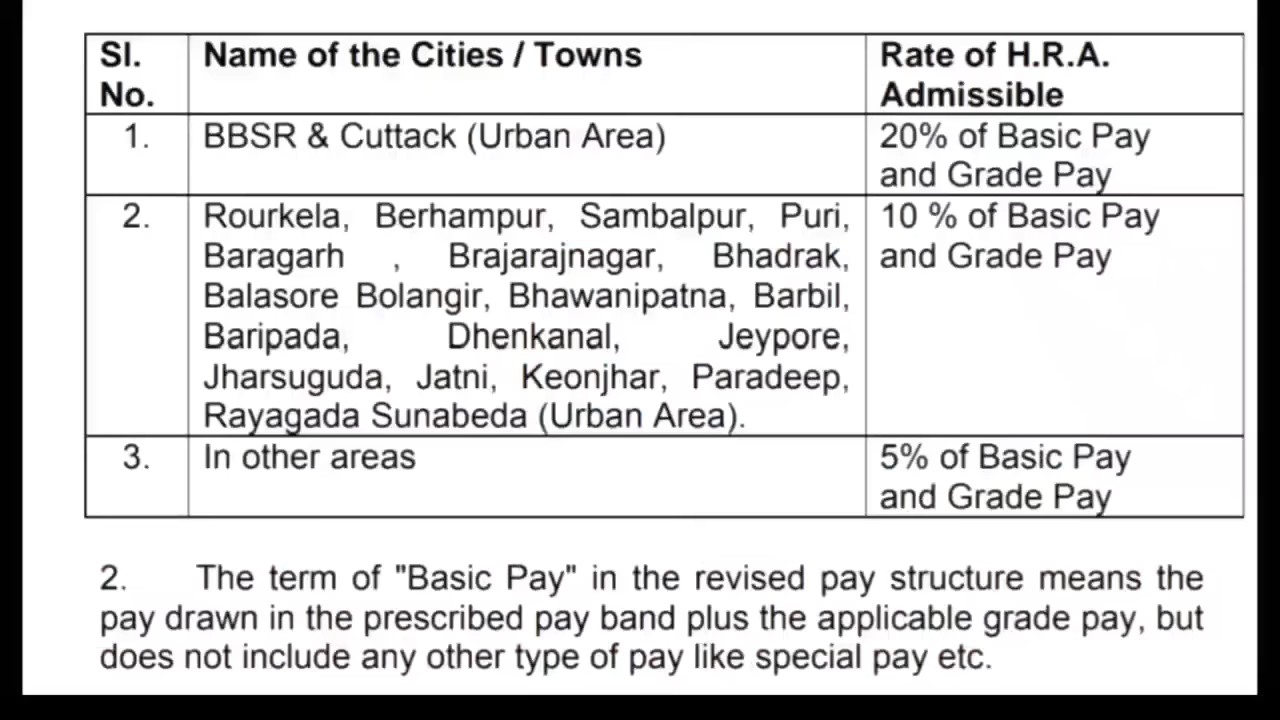 Sl. No.
Name of the Cities / Towns
Rate of H.R.A. Admissible
1.
BBSR & Cuttack (Urban Area)
20% of Basic Pay
and Grade Pay
2.
Rourkela, Berhampur, Sambalpur, Puri,
Baragarh , Brajarajnagar, Bhadrak,
Balasore Bolangir, Bhawanipatna, Barbil,
Baripada, Dhenkanal, Jeypore,
Jharsuguda, Jatni, Keonjhar, Paradeep,
Rayagada Sunabeda (Urban Area).
10 % of Basic Pay
and Grade Pay
3.
In other areas
5% of Basic Pay
and Grade Pay
2. The term of "Basic Pay" in the revised pay structure means the
pay drawn in the prescribed pay band plus the applicable grade pay, but
does not include any other type of pay like special pay etc.